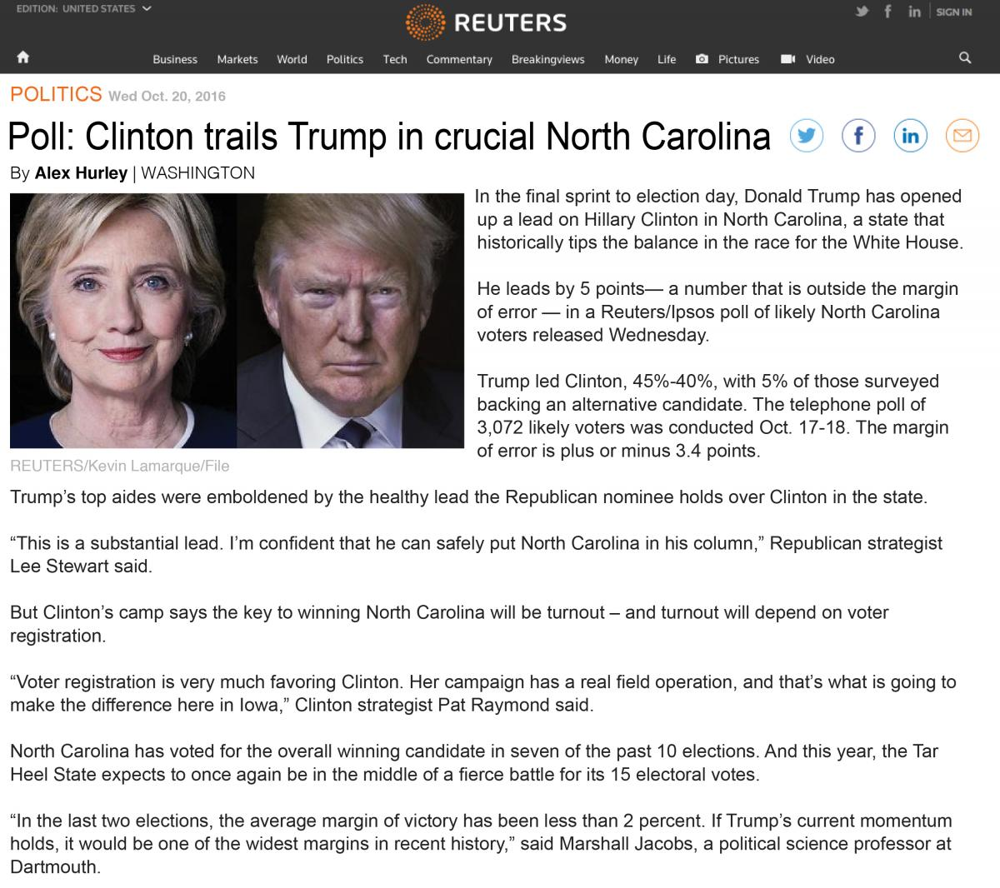 EDITION: UNITED STATES
REUTERS
SIGN IN
Business Markets World Politics Tech Commentary Breakingviews Money Life Pictures Video
POLITICS Wed Oct. 20, 2016
Poll: Clinton trails Trump in crucial North Carolina
By Alex Hurley | WASHINGTON
In the final sprint to election day, Donald Trump has opened
up a lead on Hillary Clinton in North Carolina, a state that
historically tips the balance in the race for the White House.
He leads by 5 points— a number that is outside the margin
of error — in a Reuters/Ipsos poll of likely North Carolina
voters released Wednesday.
Trump led Clinton, 45%-40%, with 5% of those surveyed
backing an alternative candidate. The telephone poll of
3,072 likely voters was conducted Oct. 17-18. The margin
of error is plus or minus 3.4 points.
REUTERS/Kevin Lamarque/File
Trump’s top aides were emboldened by the healthy lead the Republican nominee holds over Clinton in the state.
“This is a substantial lead. I’m confident that he can safely put North Carolina in his column,” Republican strategist
Lee Stewart said.
But Clinton’s camp says the key to winning North Carolina will be turnout – and turnout will depend on voter
registration.
“Voter registration is very much favoring Clinton. Her campaign has a real field operation, and that’s what is going to
make the difference here in Iowa,” Clinton strategist Pat Raymond said.
North Carolina has voted for the overall winning candidate in seven of the past 10 elections. And this year, the Tar
Heel State expects to once again be in the middle of a fierce battle for its 15 electoral votes.
“In the last two elections, the average margin of victory has been less than 2 percent. If Trump’s current momentum
holds, it would be one of the widest margins in recent history,” said Marshall Jacobs, a political science professor at
Dartmouth.